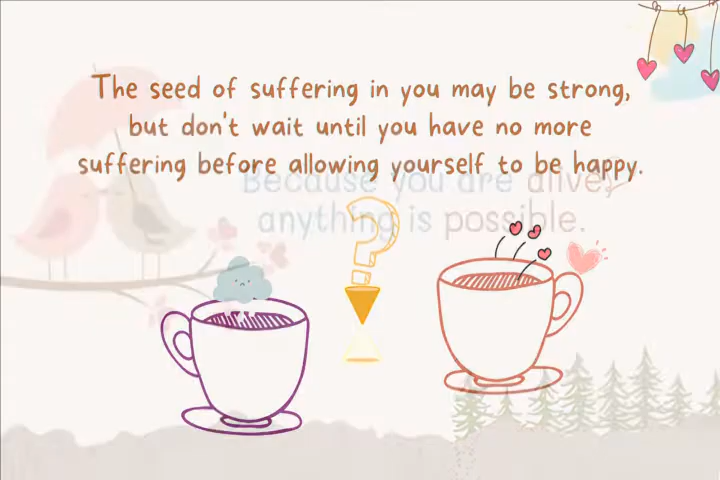 The seed of suffering in you may be strong,
but don't wait until you have no more
suffering before allowing yourself to be happy.
Because you are alive,
anything is possible.
?